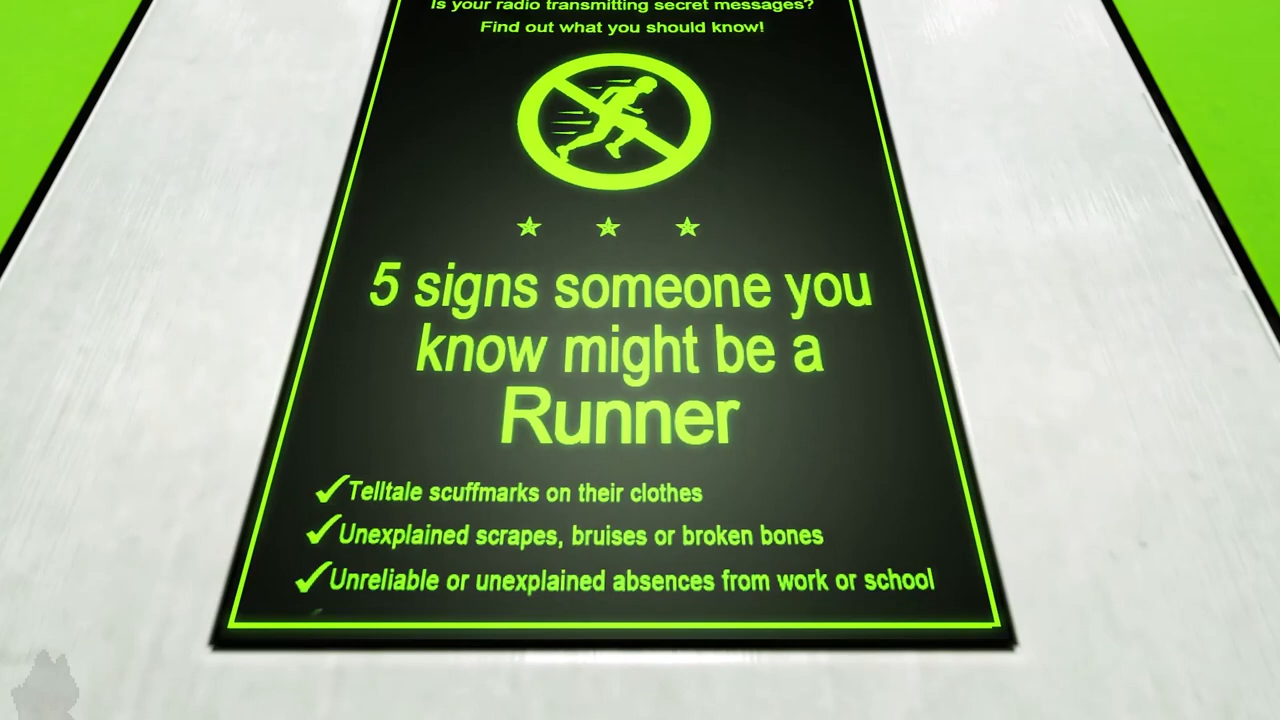 Is your radio transmitting secret messages?
Find out what you should know!
5 signs someone you
know might be a
Runner
Telltale scuffmarks on their clothes
Unexplained scrapes, bruises or broken bones
Unreliable or unexplained absences from work or school